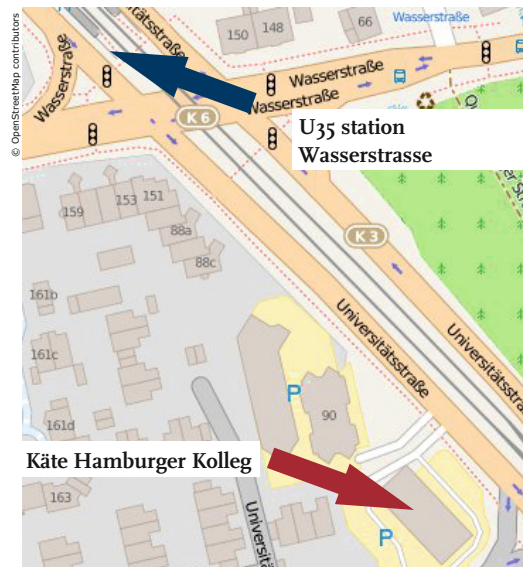 © OpenStreetMap contributors
Wasserstraße
150
148
66
Wasserstraße
Wasserstraße
Wasserstraße
K 6
U35 station
Wasserstrasse
159
153
151
88a
88c
K 3
161b
161c
161d
Universitätsstraße
P
90
Käte Hamburger Kolleg
163
P